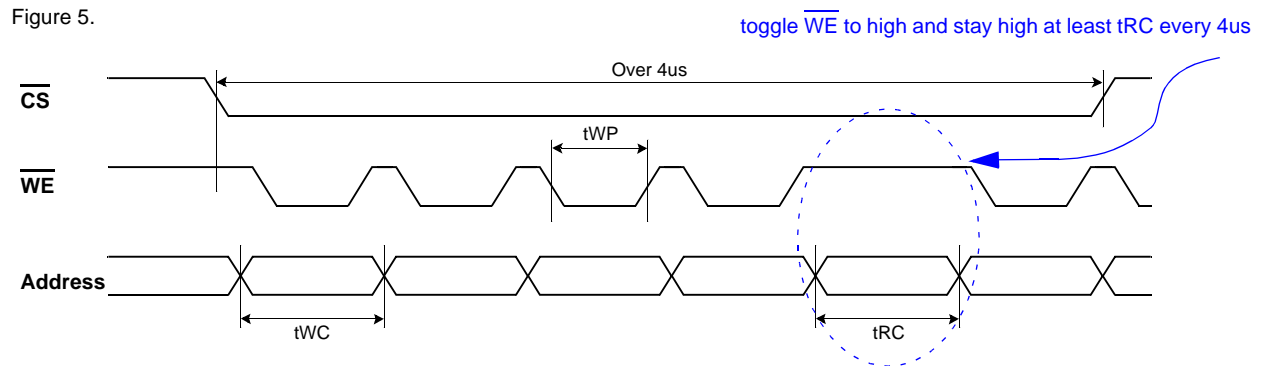 Figure 5.
toggle WE to high and stay high at least tRC every 4us
Over 4us
CS
tWP
WE
Address
tWC
tRC